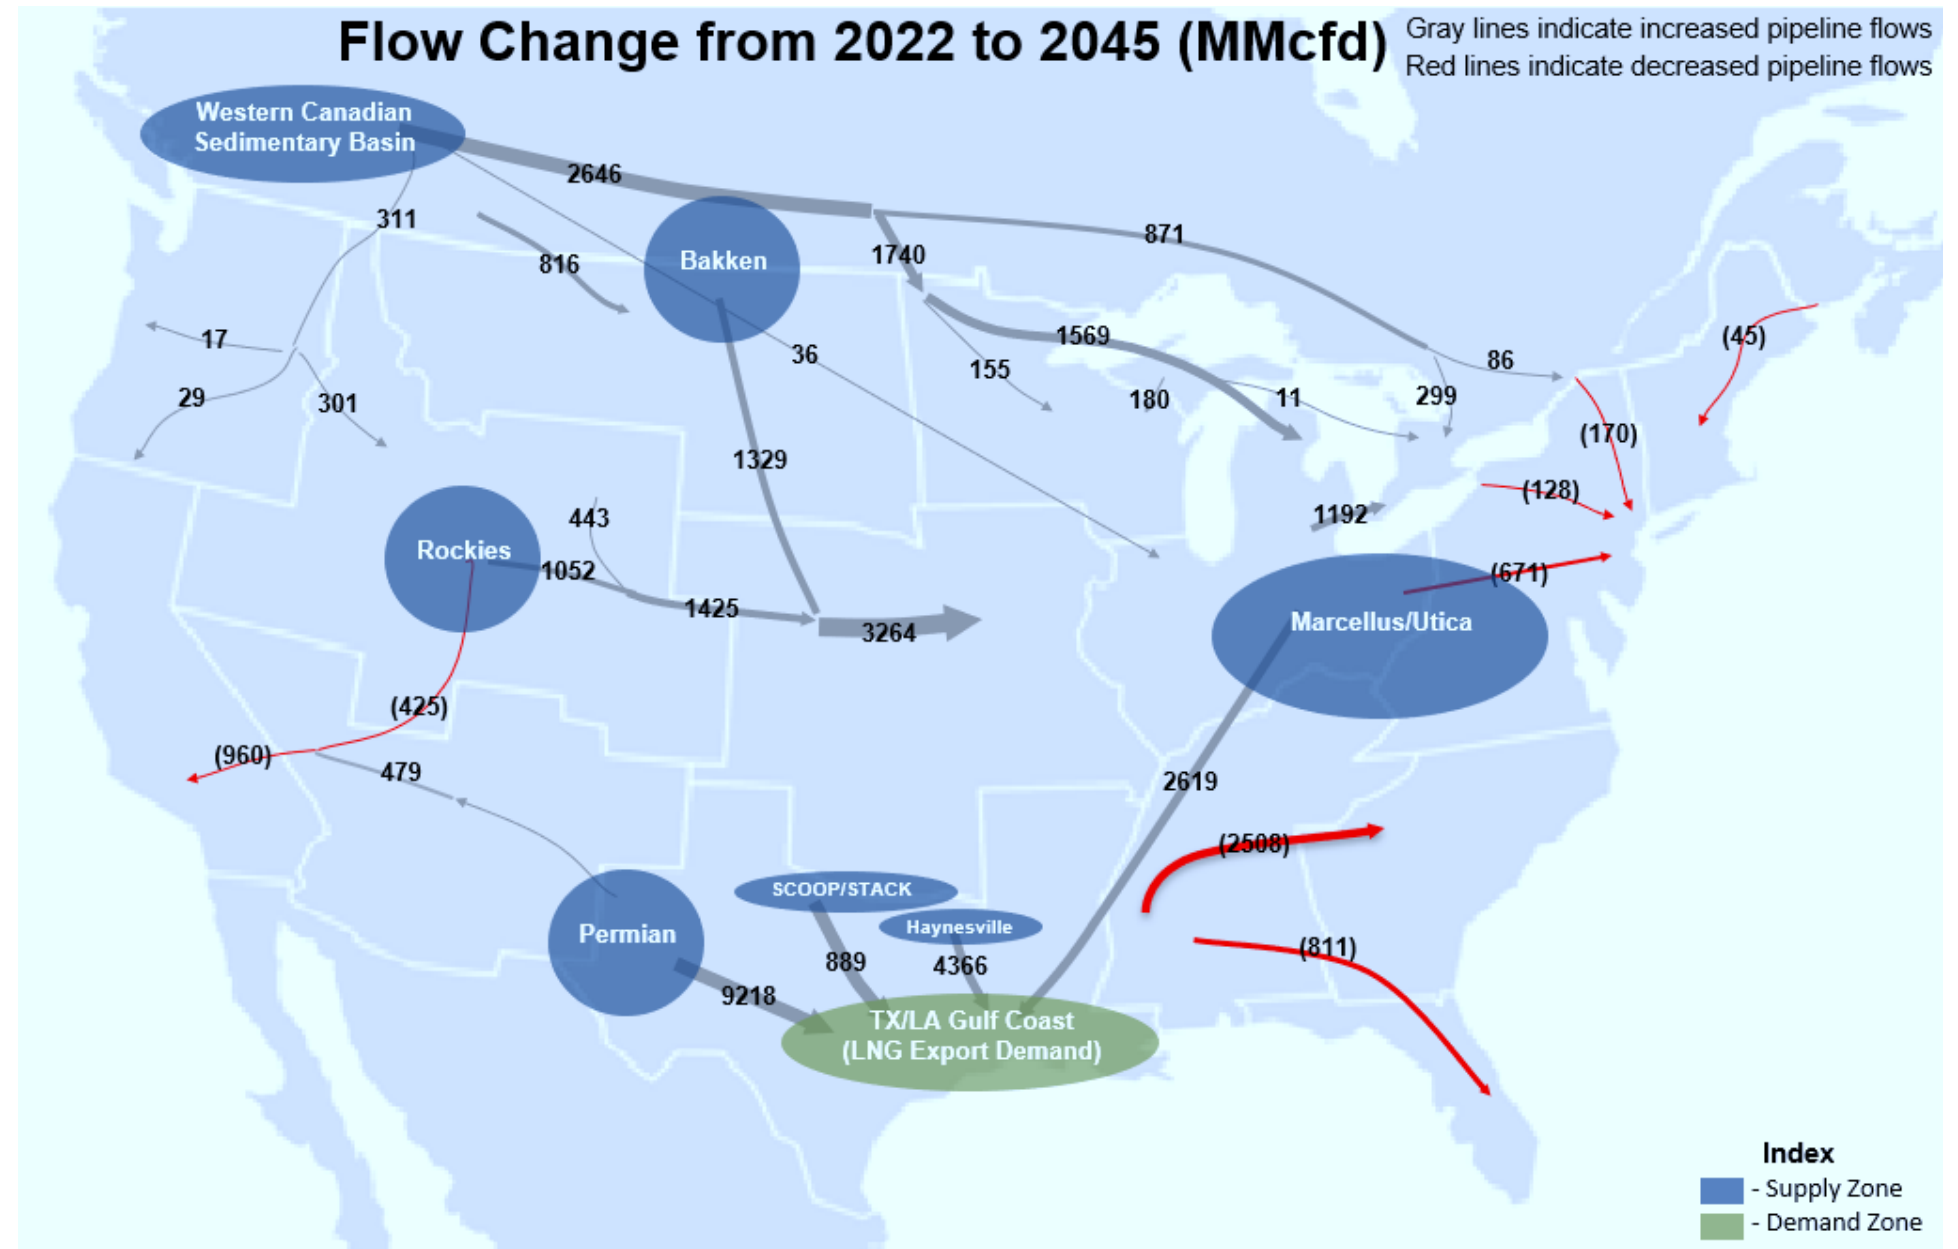 Flow Change from 2022 to 2045 (MMcfd)
Gray lines indicate increased pipeline flows
Red lines indicate decreased pipeline flows
Western Canadian
Sedimentary Basin
2646
311
816
Bakken
1740
871
17
36
1569
155
180
11
299
86
(45)
29
301
(170)
1329
(128)
443
1192
Rockies
1052
1425
3264
(671)
Marcellus/Utica
(425)
(960)
479
2619
(2508)
SCOOP/STACK
Haynesville
Permian
889
4366
(811)
9218
TX/LA Gulf Coast
(LNG Export Demand)
Index
- Supply Zone
- Demand Zone